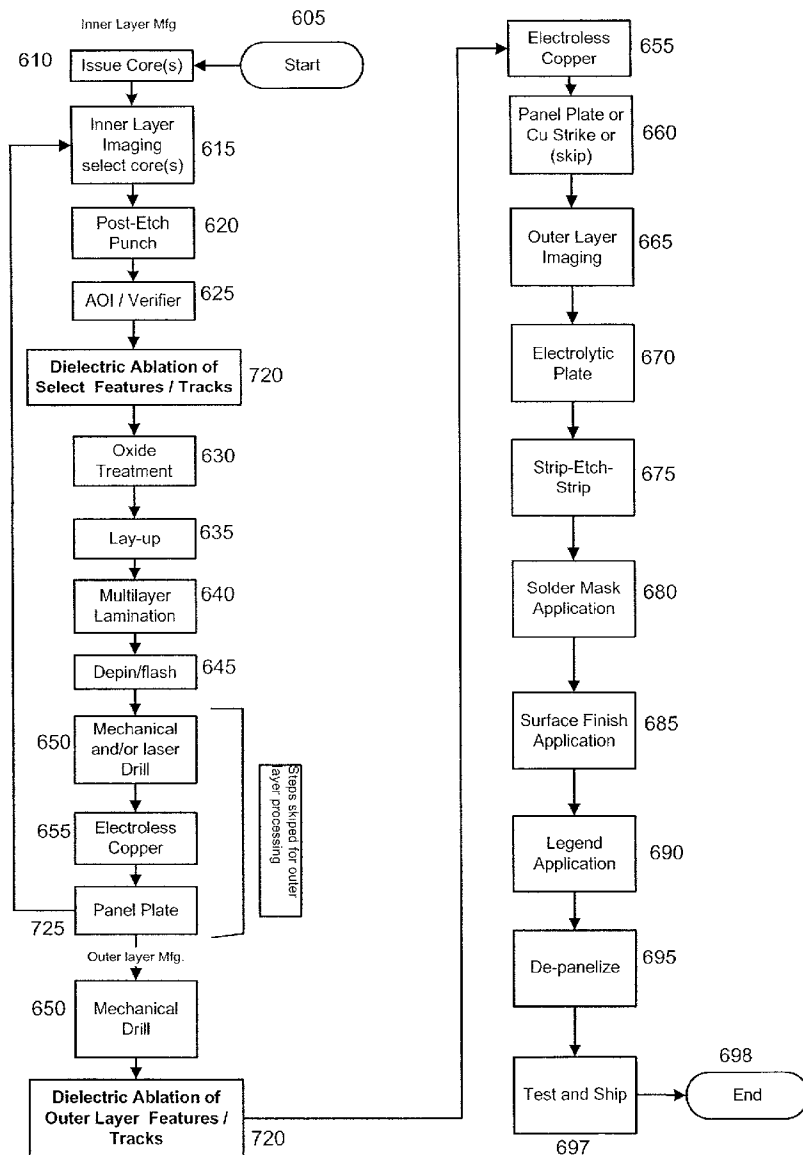 Inner Layer Mfg
605
Start
610
Issue Core(s)
Inner Layer
Imaging
select core(s)
615
Post-Etch
Punch
620
AOI / Verifier
625
Dielectric Ablation of
Select Features / Tracks
720
Oxide
Treatment
630
Lay-up
635
Multilayer
Lamination
640
Depin/flash
645
650
Mechanical
and/or laser
Drill
655
Electroless
Copper
Panel Plate
725
Steps skiped for outer
layer processing
Outer layer Mfg.
650
Mechanical
Drill
Dielectric Ablation of
Outer Layer Features /
Tracks
720
Electroless
Copper
655
Panel Plate or
Cu Strike or
(skip)
660
Outer Layer
Imaging
665
Electrolytic
Plate
670
Strip-Etch-
Strip
675
Solder Mask
Application
680
Surface Finish
Application
685
Legend
Application
690
De-panelize
695
Test and Ship
697
698
End